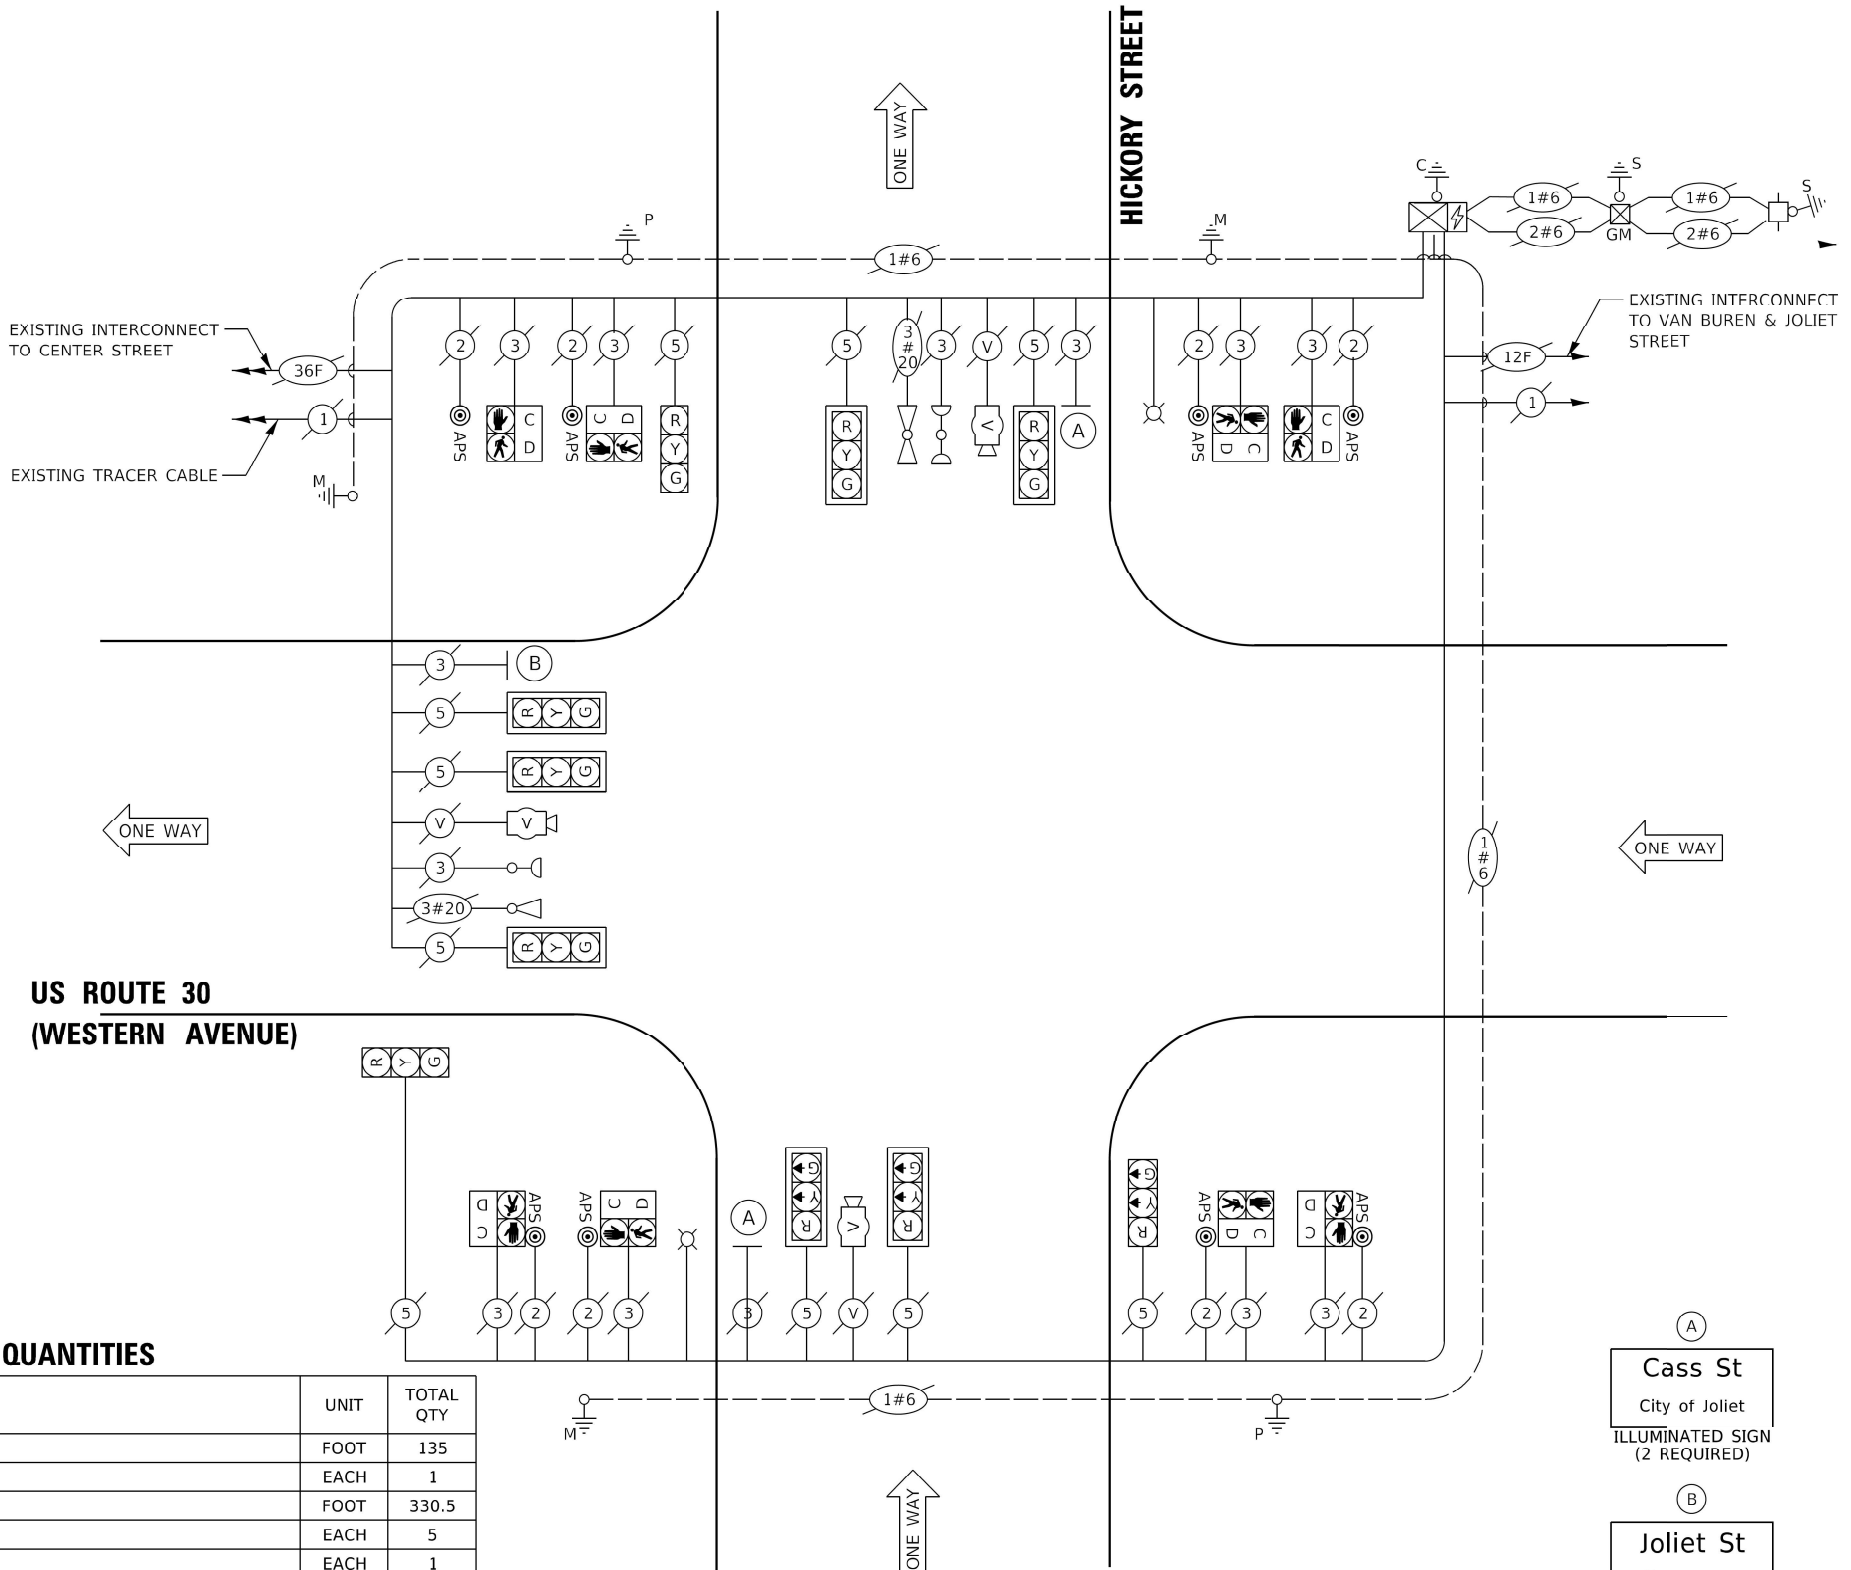 HICKORY STREET
ONE WAY
C
S
S
1#6
1#6
2#6
GM
2#6
P
M
1#6
EXISTING INTERCONNECT
TO CENTER STREET
36F
1
EXISTING TRACER CABLE
M
EXISTING INTERCONNECT
TO VAN BUREN & JOLIET
STREET
12F
1
2
3
2
3
5
5
3
#
20
3
V
5
3
2
3
3
2
APS
C
D
APS
C D
R
Y
G
R
Y
G
V
R
Y
G
A
APS
D C
C
D
APS
3
B
5
R Y G
5
R Y G
V
V
3
3#20
5
R Y G
ONE WAY
ONE WAY
1
#
6
US ROUTE 30
(WESTERN AVENUE)
R Y G
D
C
APS
APS
C D
A
G
Y
R
V
G
Y
R
G
Y
R
APS
D C
D
C
APS
5
3
2
2
3
3
5
V
5
5
2
3
3
2
M
1#6
P
ONE WAY
QUANTITIES
UNIT
TOTAL
QTY
FOOT 135
EACH 1
FOOT 330.5
EACH 5
EACH 1
A
Cass St
City of Joliet
ILLUMINATED SIGN
(2 REQUIRED)
B
Joliet St